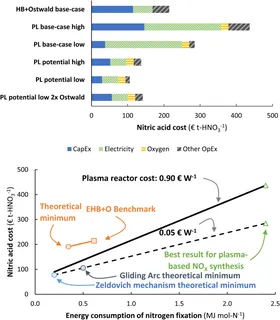 HB+Ostwald base-case
PL base-case high
PL base-case low
PL potential high
PL potential low
PL potential low 2x Ostwald
0 100 200 300 400 500
Nitric acid cost (€ t-HNO₃⁻¹)
CapEx Electricity Oxygen Other OpEx
Nitric acid cost (€ t-HNO₃⁻¹)
500
400
300
200
100
0
Plasma reactor cost: 0.90 € W⁻¹
Theoretical minimum
EHB+O Benchmark
0.05 € W⁻¹
Best result for plasma-
based NOₓ synthesis
Gliding Arc theoretical minimum
Zeldovich mechanism theoretical minimum
0.0 0.5 1.0 1.5 2.0 2.5
Energy consumption of nitrogen fixation (MJ mol-N⁻¹)